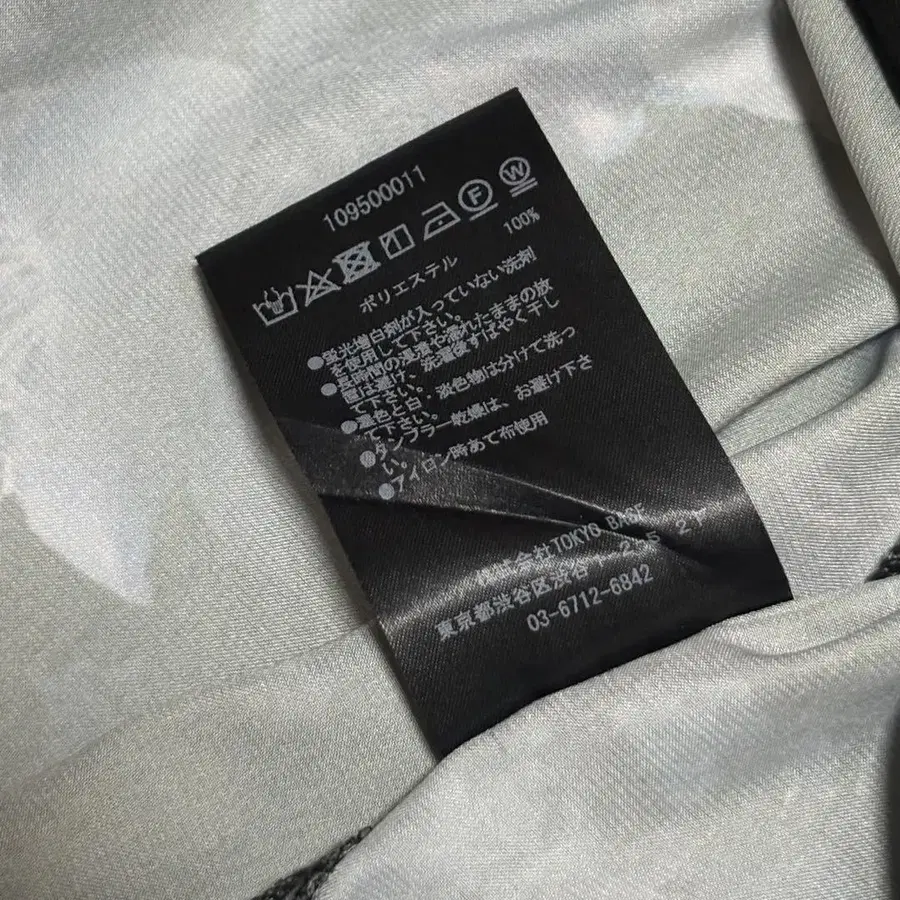 109500011
F W
ポリエステル 100%
●蛍光増白剤が入っていない洗剤
を使用して下さい。
●長時間の浸漬や濡れたままの放
置は避け、洗濯後すばやく干し
て下さい。
●濃色と白・淡色物は分けて洗っ
て下さい。
●タンブラー乾燥は、お避け下さ
い。
●アイロン時あて布使用
株式会社TOKYO BASE
東京都渋谷区渋谷
03-6712-6842